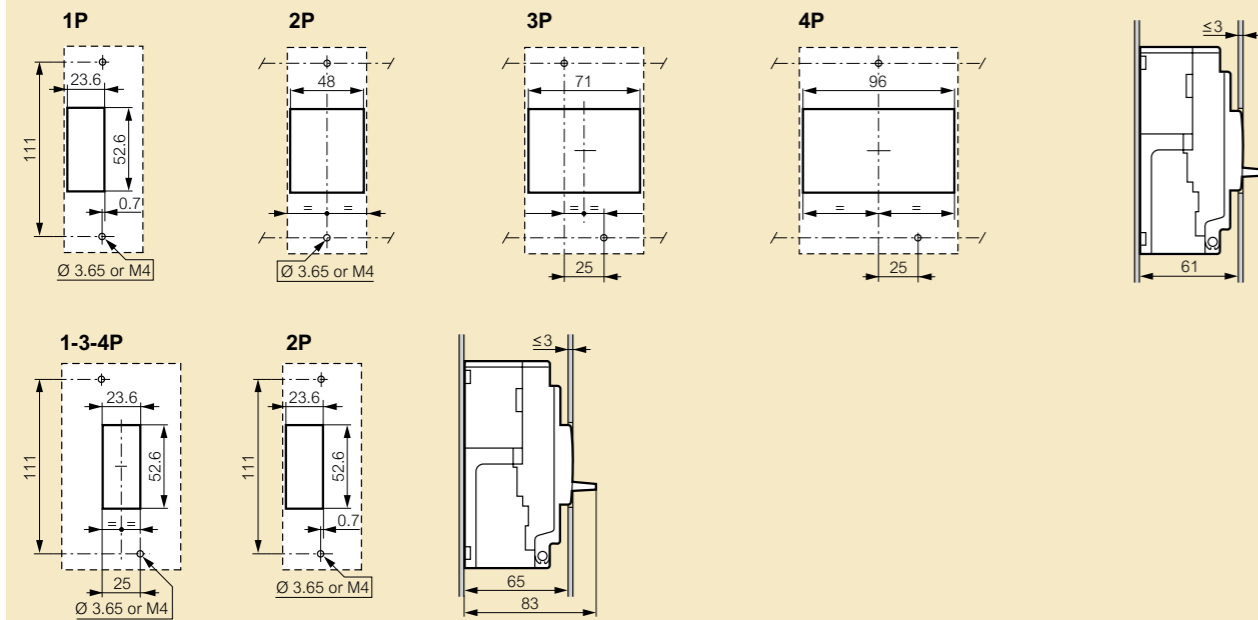 1P
2P
3P
4P
≤3
23.6
48
71
96
111
52.6
0.7
= =
= =
= =
Ø 3.65 or M4
Ø 3.65 or M4
25
25
61
1-3-4P
2P
≤3
23.6
23.6
111
52.6
111
52.6
= =
0.7
25
Ø 3.65 or M4
Ø 3.65 or M4
65
83